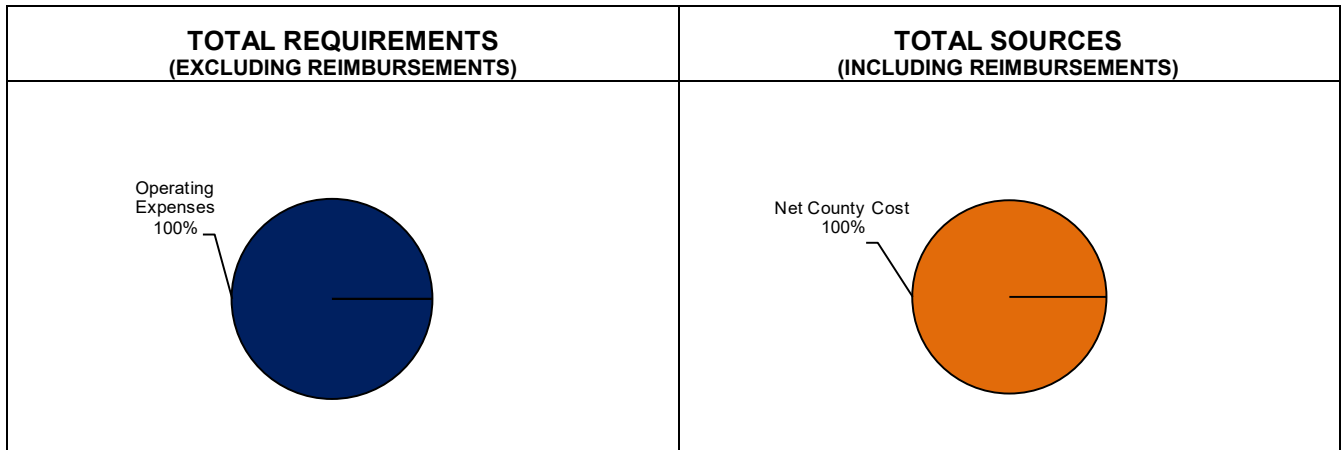 TOTAL REQUIREMENTS
(EXCLUDING REIMBURSEMENTS)
TOTAL SOURCES
(INCLUDING REIMBURSEMENTS)
Operating
Expenses
100%
Net County Cost
100%